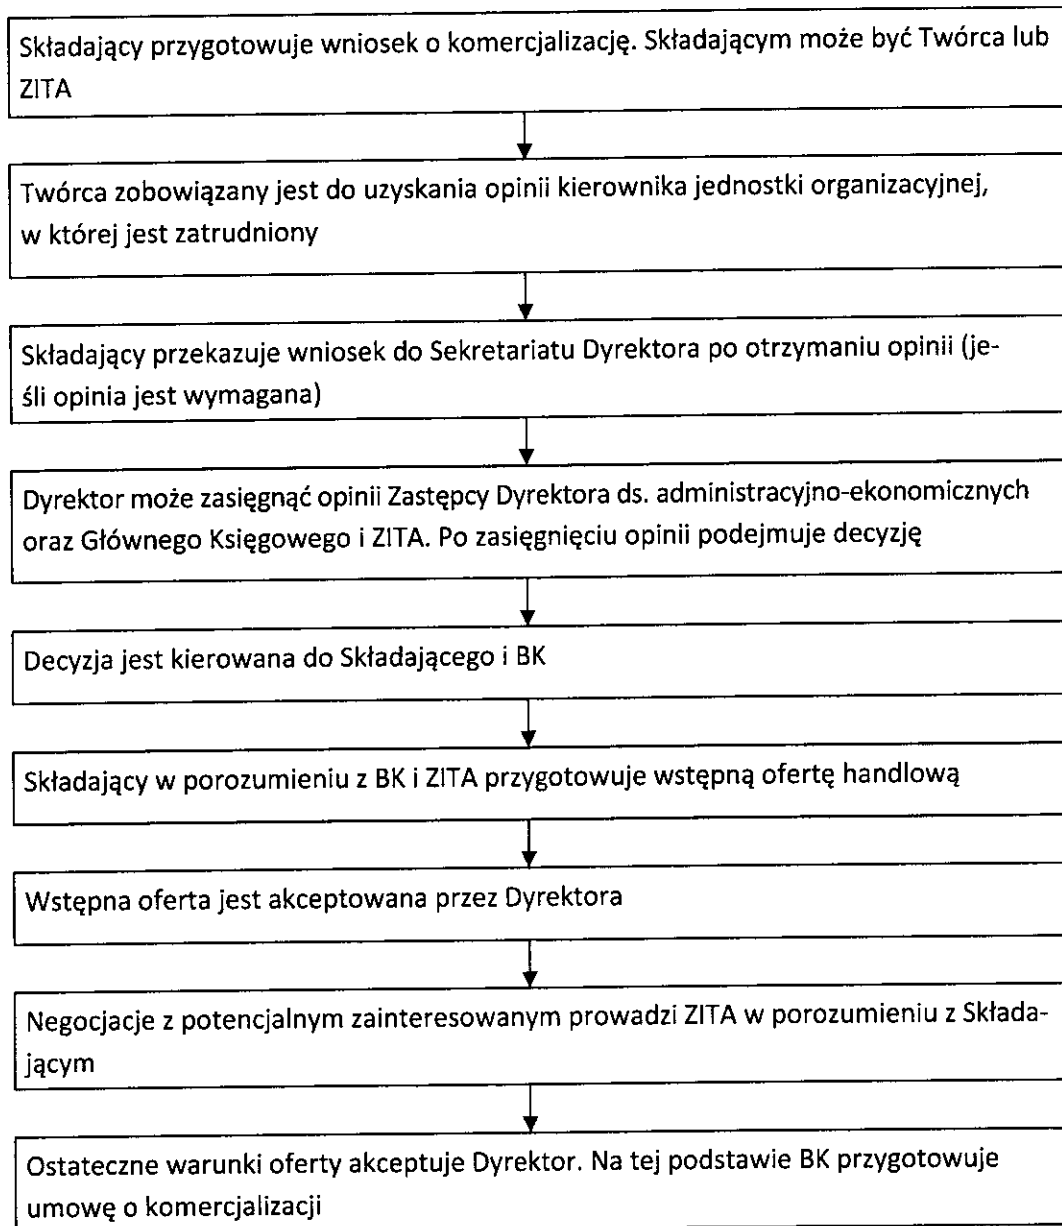 Składający przygotowuje wniosek o komercjalizację. Składającym może być Twórca lub
ZITA
Twórca zobowiązany jest do uzyskania opinii kierownika jednostki organizacyjnej,
w której jest zatrudniony
Składający przekazuje wniosek do Sekretariatu Dyrektora po otrzymaniu opinii (je-
śli opinia jest wymagana)
Dyrektor może zasięgnąć opinii Zastępcy Dyrektora ds. administracyjno-ekonomicznych
oraz Głównego Księgowego i ZITA. Po zasięgnięciu opinii podejmuje decyzję
Decyzja jest kierowana do Składającego i BK
Składający w porozumieniu z BK i ZITA przygotowuje wstępną ofertę handlową
Wstępna oferta jest akceptowana przez Dyrektora
Negocjacje z potencjalnym zainteresowanym prowadzi ZITA w porozumieniu z Składa-
jącym
Ostateczne warunki oferty akceptuje Dyrektor. Na tej podstawie BK przygotowuje
umowę o komercjalizacji